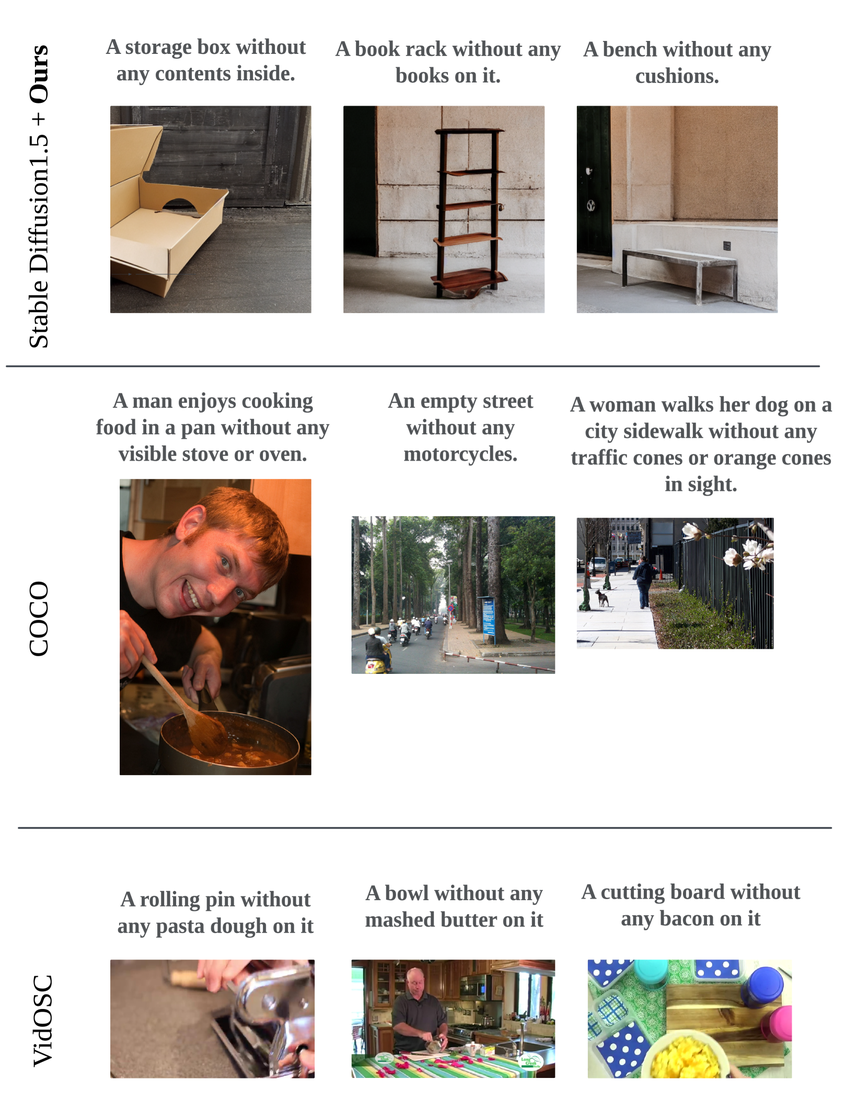 Stable Diffusion1.5 + Ours
A storage box without
any contents inside.
A book rack without any
books on it.
A bench without any
cushions.
COCO
A man enjoys cooking
food in a pan without any
visible stove or oven.
An empty street
without any
motorcycles.
A woman walks her dog on a
city sidewalk without any
traffic cones or orange cones
in sight.
VidOSC
A rolling pin without
any pasta dough on it
A bowl without any
mashed butter on it
A cutting board without
any bacon on it